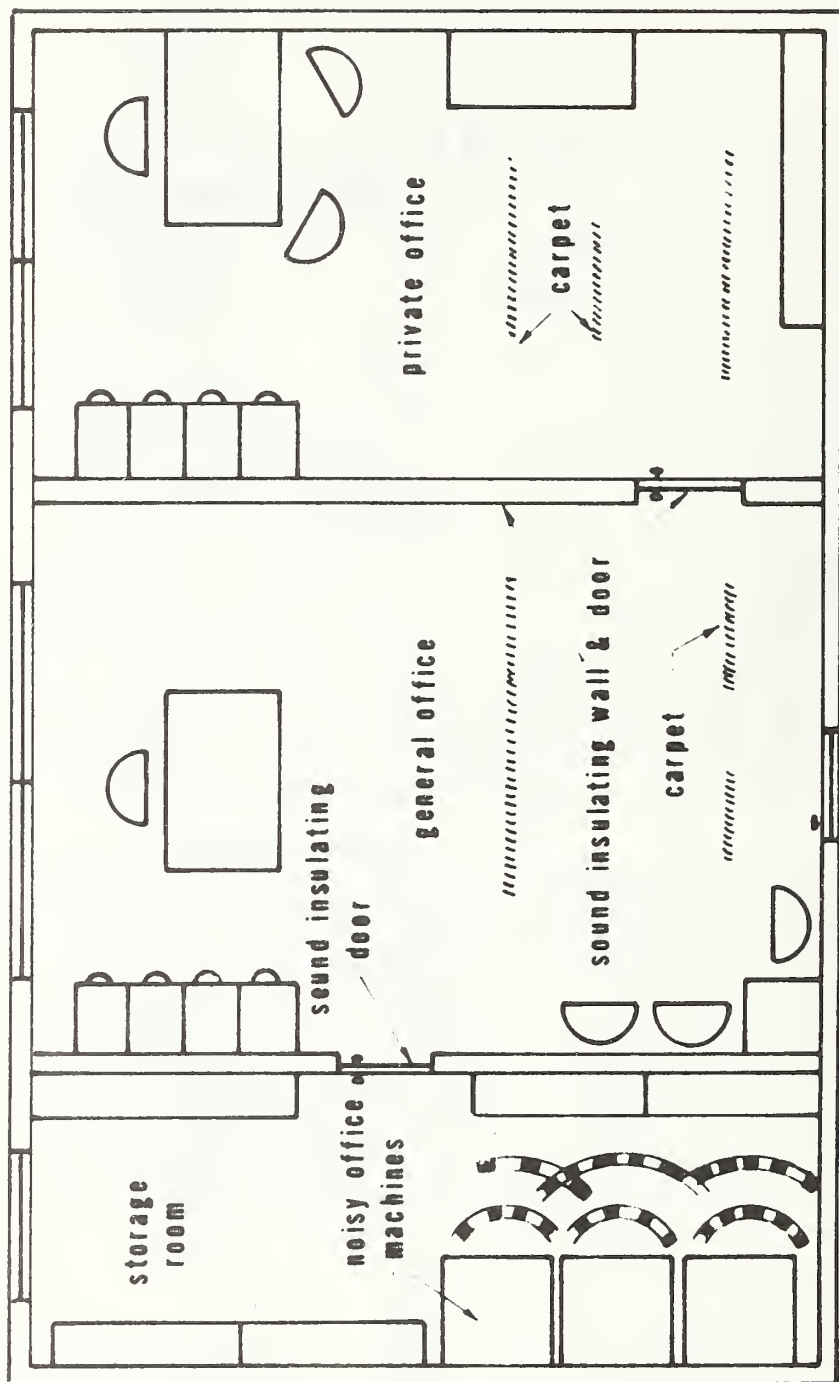 storage
room
noisy office
machines
sound insulating
door
general office
private office
carpet
sound insulating wall & door
carpet